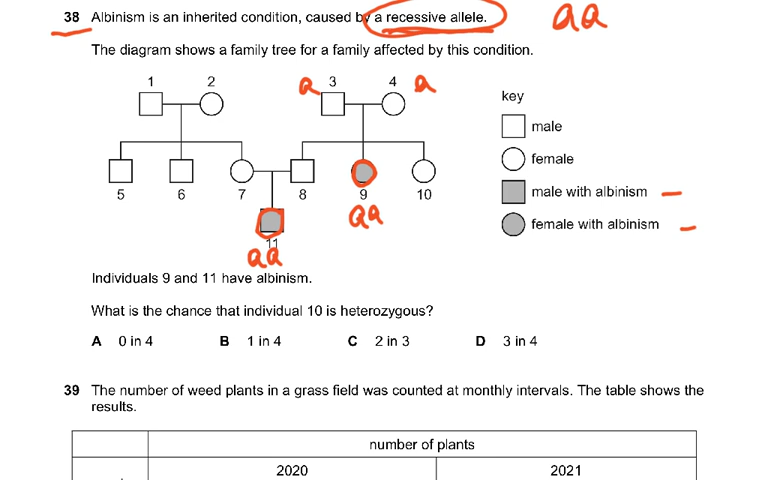 38 Albinism is an inherited condition, caused by a recessive allele. aa
The diagram shows a family tree for a family affected by this condition.
1 2 a 3 4 a
key
male
female
5 6 7 8 9 10
male with albinism
aa
female with albinism
11
aa
Individuals 9 and 11 have albinism.
What is the chance that individual 10 is heterozygous?
A 0 in 4 B 1 in 4 C 2 in 3 D 3 in 4
39 The number of weed plants in a grass field was counted at monthly intervals. The table shows the
results.
number of plants
2020 2021